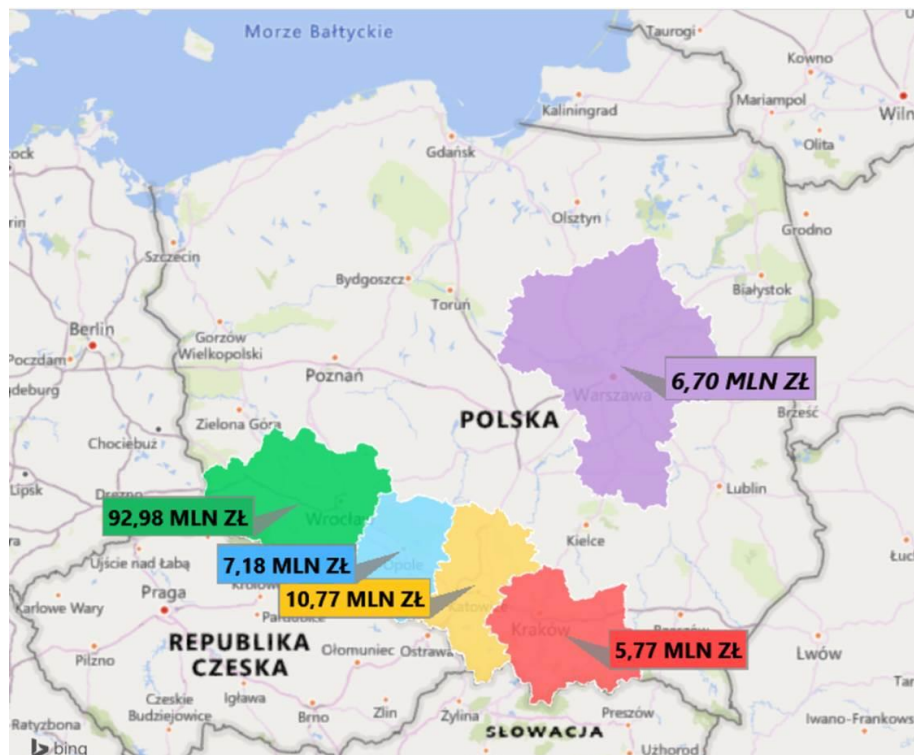 Morze Bałtyckie
Taurogi
Kowno
Kaliningrad
Mariampol
Wiln
Olita
Gdańsk
Olsztyn
Grodno
Szczecin
Bydgoszcz
Białystok
Toruń
Berlin
Gorzów
Wielkopolski
Poczdam
deburg
Poznań
6,70 MLN ZŁ
Warszawa
Brześć
POLSKA
Zielona Góra
Chociebuż
Lipsk
Drezno
Lublin
92,98 MLN ZŁ
Wrocław
Kielce
Łuc
Ujście nad Łabą
7,18 MLN ZŁ
Opole
Karlowe Wary
Praga
10,77 MLN ZŁ
Katowice
Pardubice
Kraków
REPUBLIKA
CZESKA
Pilzno
Ołomuniec
Ostrawa
5,77 MLN ZŁ
Lwów
Igława
Czeskie
Budziejowice
Zlin
Brno
Żylina
Preszów
Ratyzbona
SŁOWACJA
Iwano-Frankows
Użhorod
bing